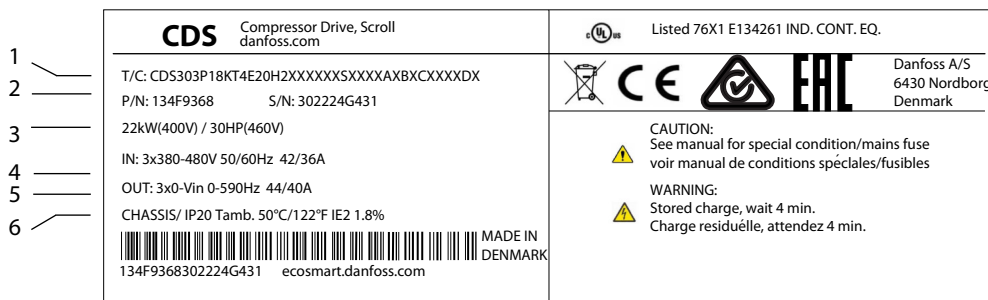 CDS Compressor Drive, Scroll
danfoss.com
1
T/C: CDS303P18KT4E20H2XXXXXXSXXXXAXBXCXXXXDX
2
P/N: 134F9368 S/N: 302224G431
3
22kW(400V) / 30HP(460V)
IN: 3x380-480V 50/60Hz 42/36A
4
5
OUT: 3x0-Vin 0-590Hz 44/40A
6
CHASSIS/ IP20 Tamb. 50°C/122°F IE2 1.8%
MADE IN
DENMARK
134F9368302224G431 ecosmart.danfoss.com
c UL us Listed 76X1 E134261 IND. CONT. EQ.
CE EAC
Danfoss A/S
6430 Nordborg
Denmark
CAUTION:
See manual for special condition/mains fuse
voir manual de conditions spéclales/fusibles
WARNING:
Stored charge, wait 4 min.
Charge residuélle, attendez 4 min.